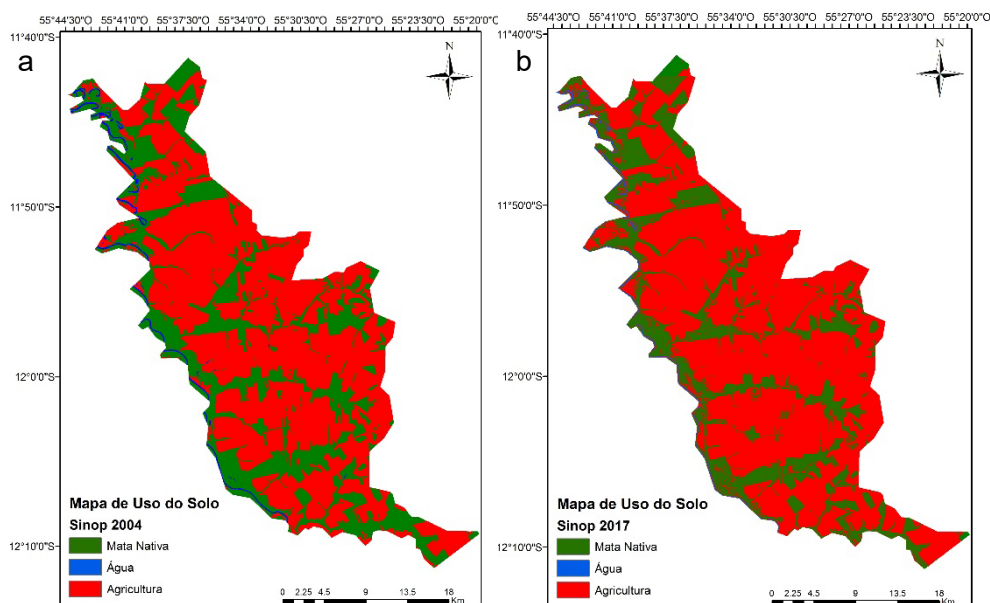 55°44'30"O 55°41'0"O 55°37'30"O 55°34'0"O 55°30'30"O 55°27'0"O 55°23'30"O 55°20'0"O
11°40'0"S
a
N
11°50'0"S
12°0'0"S
12°10'0"S
Mapa de Uso do Solo
Sinop 2004
Mata Nativa
Água
Agricultura
0 2.25 4.5 9 13.5 18
Km
55°44'30"O 55°41'0"O 55°37'30"O 55°34'0"O 55°30'30"O 55°27'0"O 55°23'30"O 55°20'0"O
11°40'0"S
b
N
11°50'0"S
12°0'0"S
12°10'0"S
Mapa de Uso do Solo
Sinop 2017
Mata Nativa
Água
Agricultura
0 2.25 4.5 9 13.5 18
Km